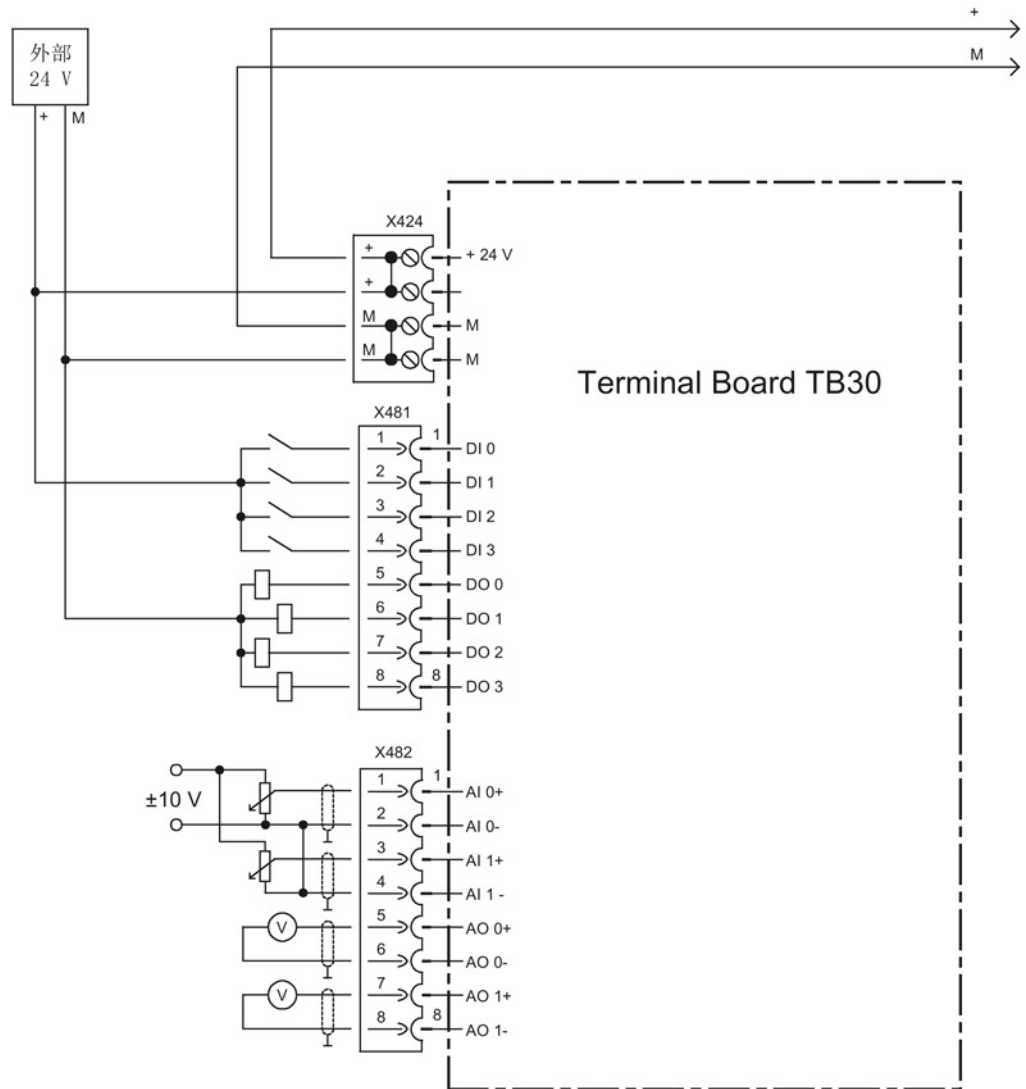 +
M
外部
24 V
+ M
X424
+ + 24 V
+
M M
M M
Terminal Board TB30
X481
1 1 DI 0
2 DI 1
3 DI 2
4 DI 3
5 DO 0
6 DO 1
7 DO 2
8 8 DO 3
X482
±10 V
1 1 AI 0+
2 AI 0-
3 AI 1+
4 AI 1 -
V 5 AO 0+
6 AO 0-
V 7 AO 1+
8 8 AO 1-